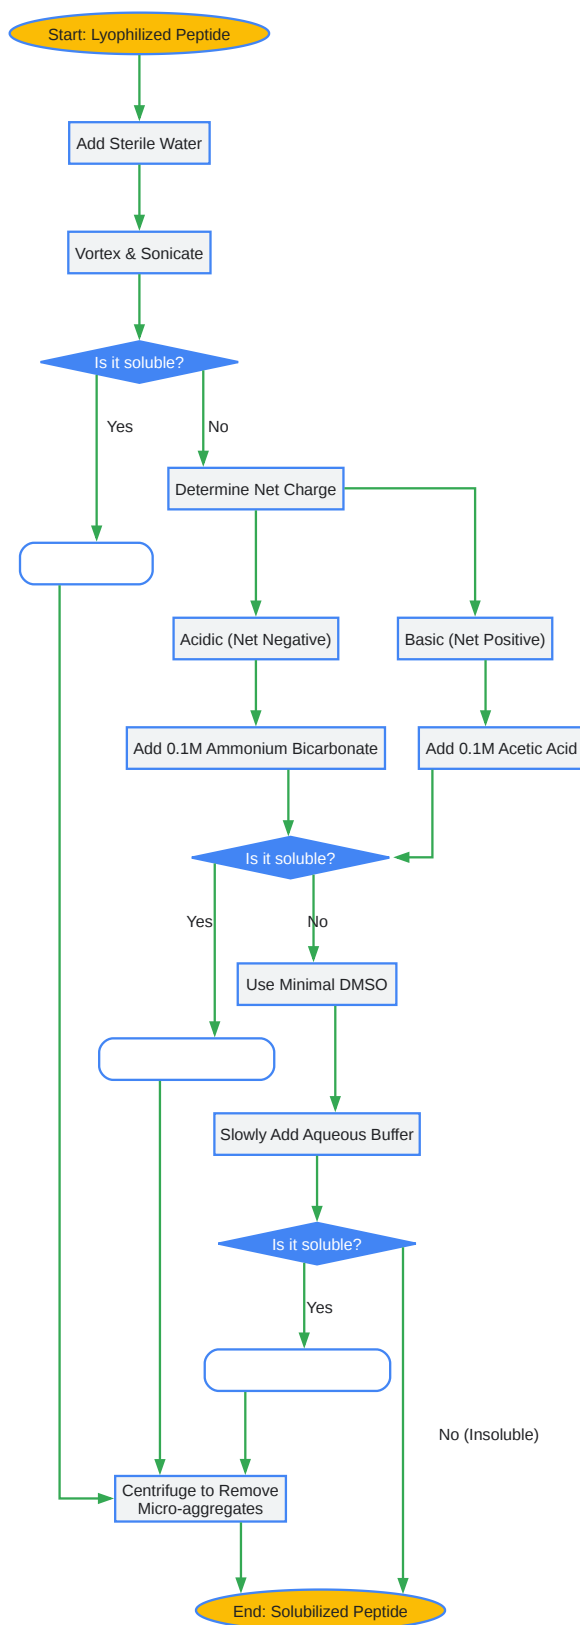 Start: Lyophilized Peptide
Add Sterile Water
Vortex & Sonicate
Is it soluble?
Yes
No
Determine Net Charge
Acidic (Net Negative)
Basic (Net Positive)
Add 0.1M Ammonium Bicarbonate
Add 0.1M Acetic Acid
Is it soluble?
Yes
No
Use Minimal DMSO
Slowly Add Aqueous Buffer
Is it soluble?
Yes
No (Insoluble)
Centrifuge to Remove
Micro-aggregates
End: Solubilized Peptide